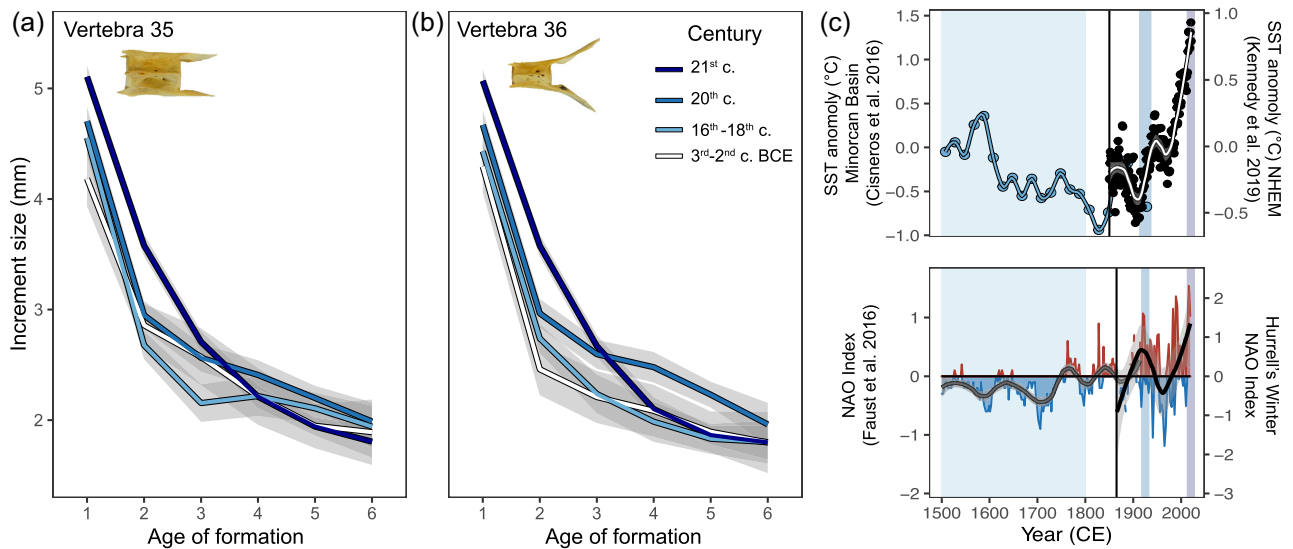 (a)
Vertebra 35
5
4
3
2
Increment size (mm)
1 2 3 4 5 6
Age of formation
(b)
Vertebra 36
Century
21st c.
20th c.
16th -18th c.
3rd-2nd c. BCE
1 2 3 4 5 6
Age of formation
(c)
SST anomoly (°C)
Minorcan Basin
(Cisneros et al. 2016)
1.5
1.0
0.5
0.0
−0.5
−1.0
1.0
0.5
0.0
−0.5
SST anomoly (°C) NHEM
(Kennedy et al. 2019)
NAO Index
(Faust et al. 2016)
1
0
−1
−2
2
1
0
−1
−2
−3
Hurrell's Winter
NAO Index
1500 1600 1700 1800 1900 2000
Year (CE)